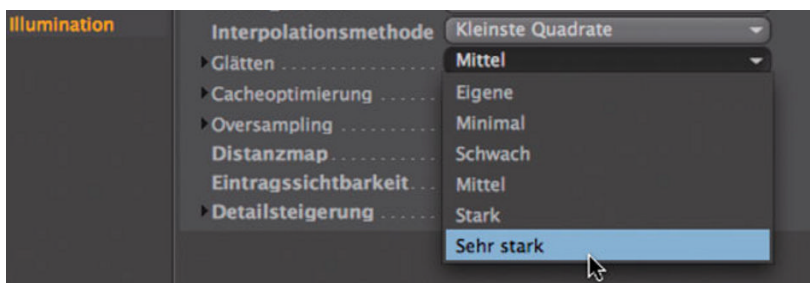 Illumination
Interpolationsmethode Kleinste Quadrate
Glätten ................ Mittel
Cacheoptimierung ...... Eigene
Oversampling .......... Minimal
Distanzmap ........... Schwach
Eintragssichtbarkeit ... Mittel
Detailsteigerung ...... Stark
Sehr stark